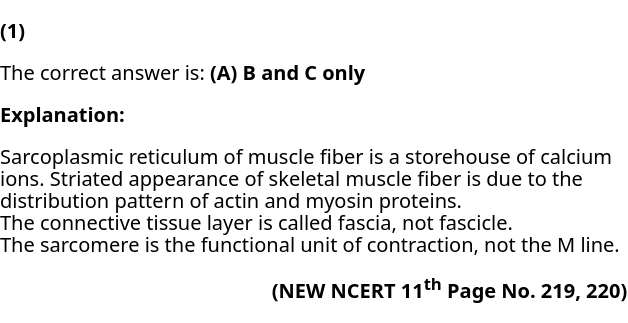 (1)
The correct answer is: (A) B and C only
Explanation:
Sarcoplasmic reticulum of muscle fiber is a storehouse of calcium
ions. Striated appearance of skeletal muscle fiber is due to the
distribution pattern of actin and myosin proteins.
The connective tissue layer is called fascia, not fascicle.
The sarcomere is the functional unit of contraction, not the M line.
(NEW NCERT 11th Page No. 219, 220)